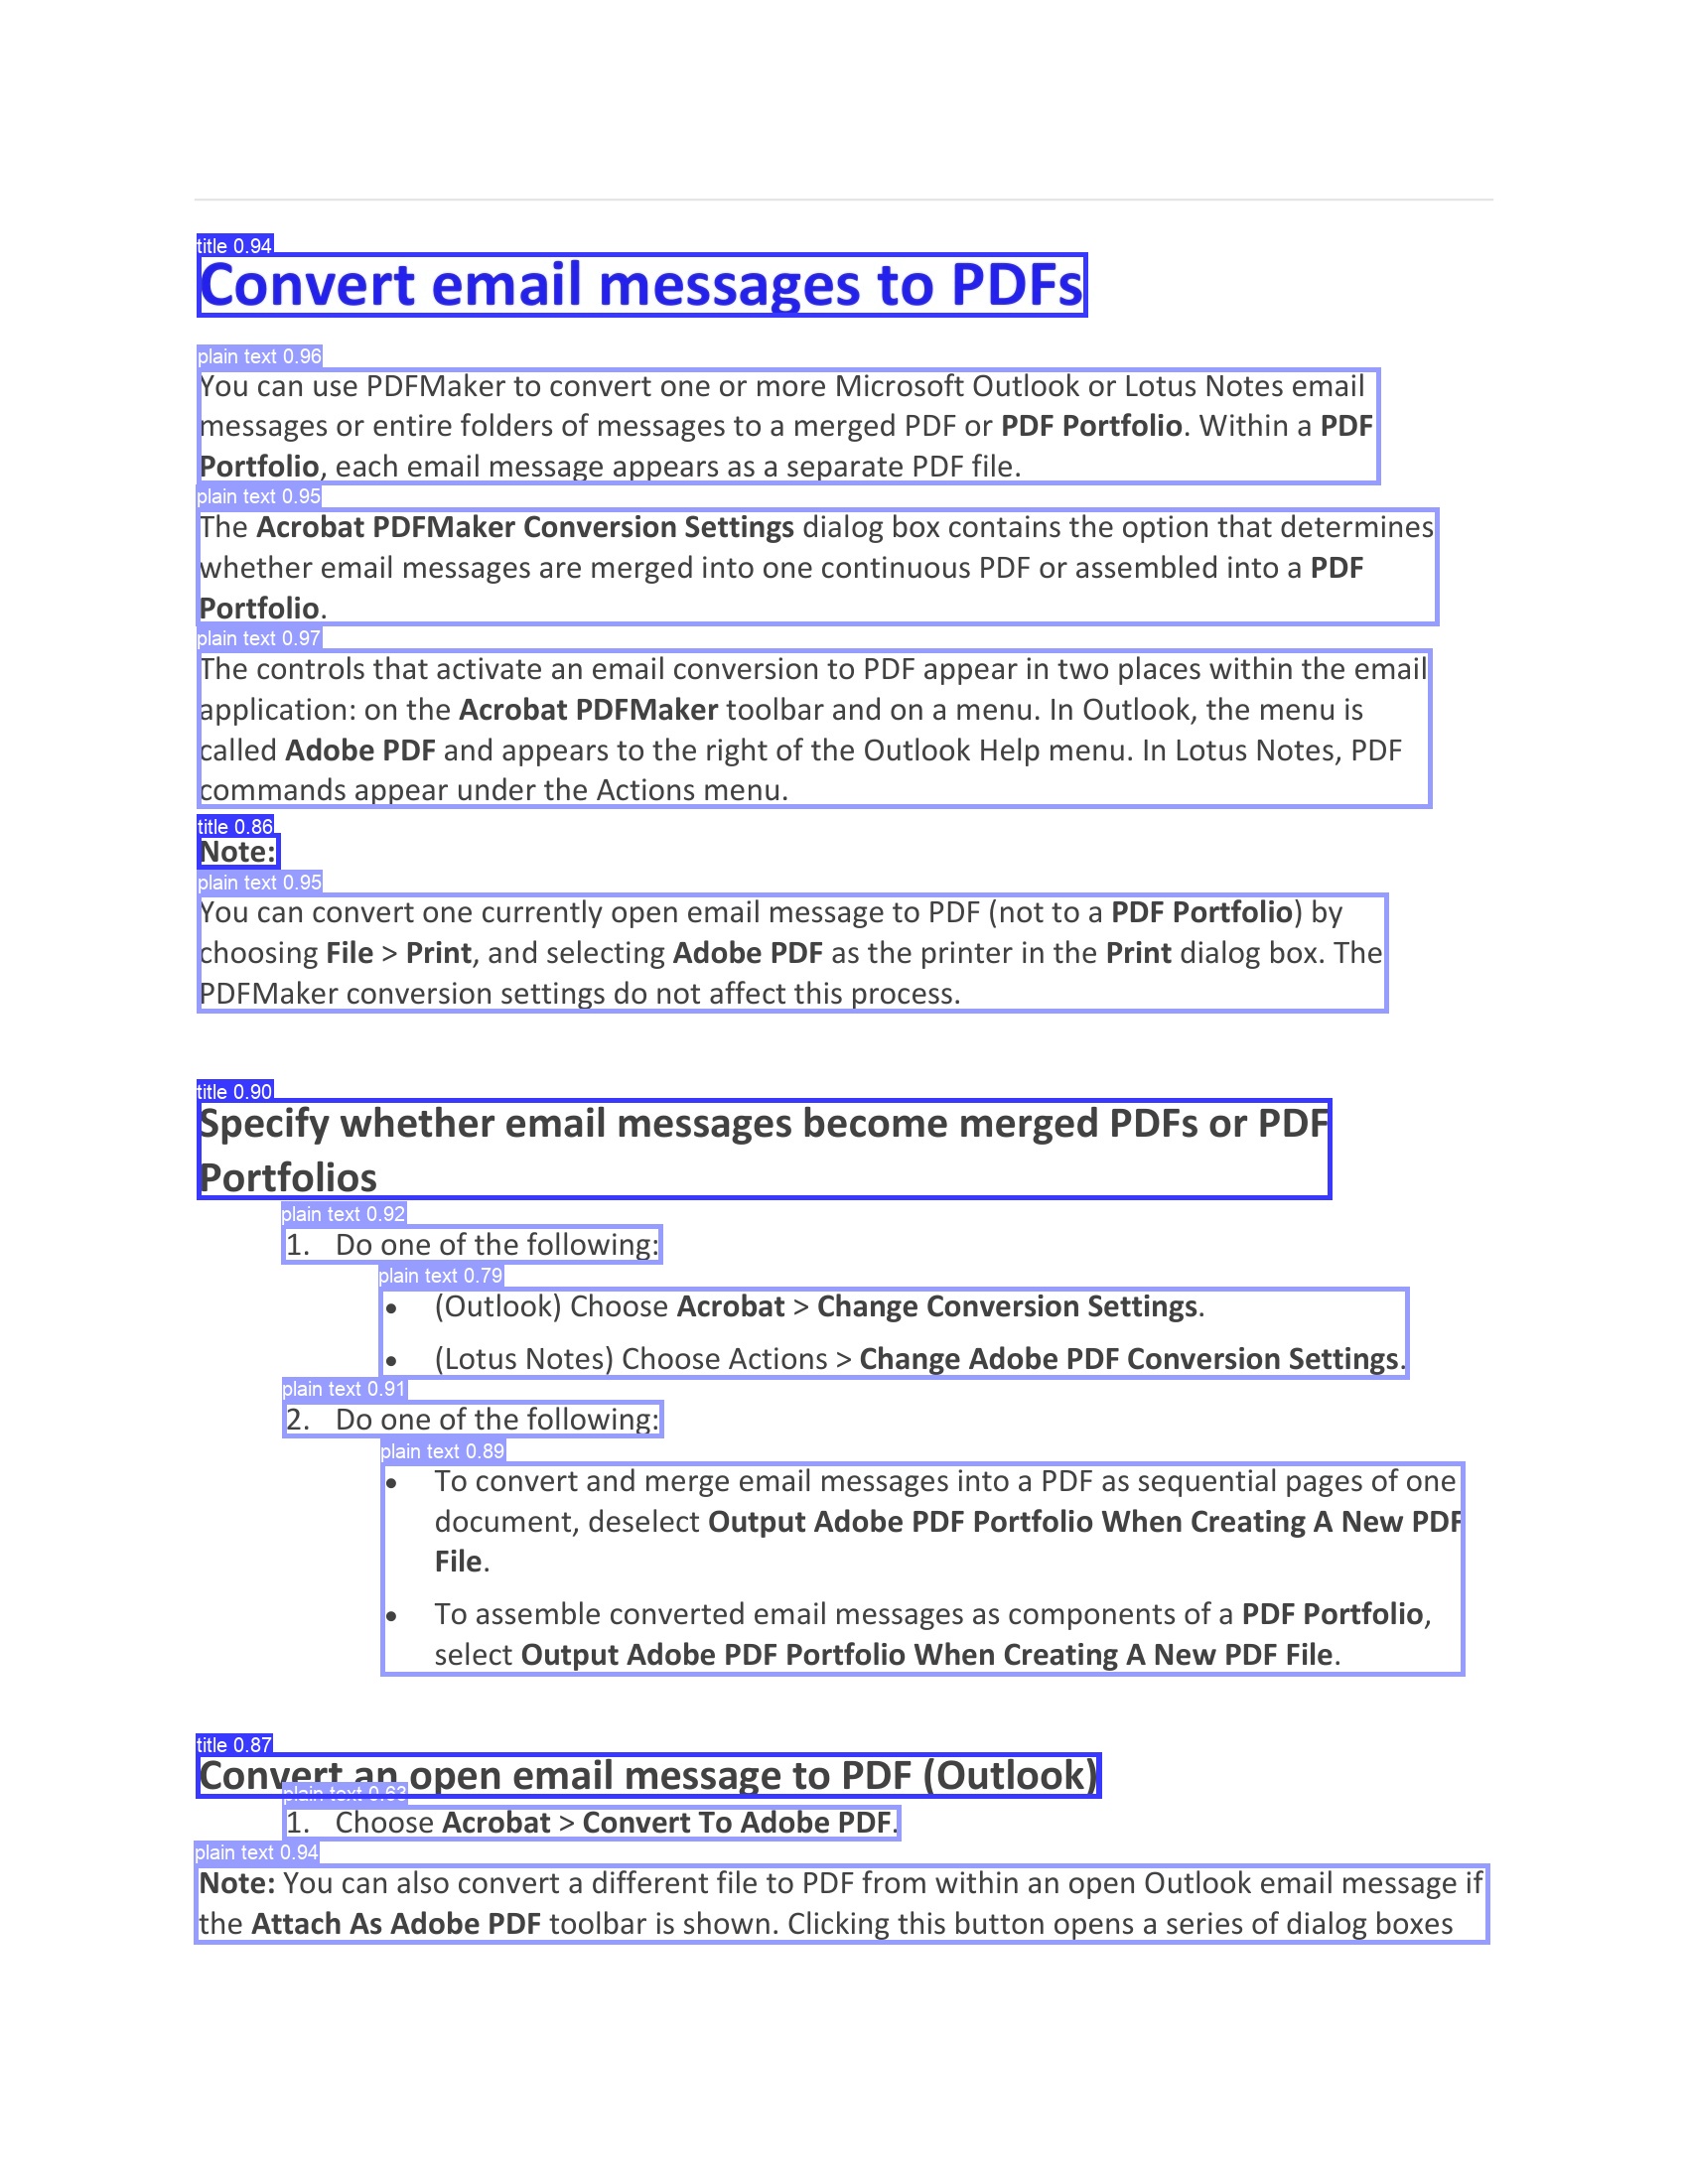 title 0.94
Convert email messages to PDFs
plain text 0.96
You can use PDFMaker to convert one or more Microsoft Outlook or Lotus Notes email
messages or entire folders of messages to a merged PDF or PDF Portfolio. Within a PDF
Portfolio, each email message appears as a separate PDF file.
plain text 0.95
The Acrobat PDFMaker Conversion Settings dialog box contains the option that determines
whether email messages are merged into one continuous PDF or assembled into a PDF
Portfolio.
plain text 0.97
The controls that activate an email conversion to PDF appear in two places within the email
application: on the Acrobat PDFMaker toolbar and on a menu. In Outlook, the menu is
called Adobe PDF and appears to the right of the Outlook Help menu. In Lotus Notes, PDF
commands appear under the Actions menu.
title 0.86
Note:
plain text 0.95
You can convert one currently open email message to PDF (not to a PDF Portfolio) by
choosing File > Print, and selecting Adobe PDF as the printer in the Print dialog box. The
PDFMaker conversion settings do not affect this process.
title 0.90
Specify whether email messages become merged PDFs or PDF
Portfolios
plain text 0.92
1. Do one of the following:
plain text 0.79
• (Outlook) Choose Acrobat > Change Conversion Settings.
• (Lotus Notes) Choose Actions > Change Adobe PDF Conversion Settings.
plain text 0.91
2. Do one of the following:
plain text 0.89
• To convert and merge email messages into a PDF as sequential pages of one
document, deselect Output Adobe PDF Portfolio When Creating A New PDF
File.
• To assemble converted email messages as components of a PDF Portfolio,
select Output Adobe PDF Portfolio When Creating A New PDF File.
title 0.87
Convert an open email message to PDF (Outlook)
plain text 0.63
1. Choose Acrobat > Convert To Adobe PDF.
plain text 0.94
Note: You can also convert a different file to PDF from within an open Outlook email message if
the Attach As Adobe PDF toolbar is shown. Clicking this button opens a series of dialog boxes